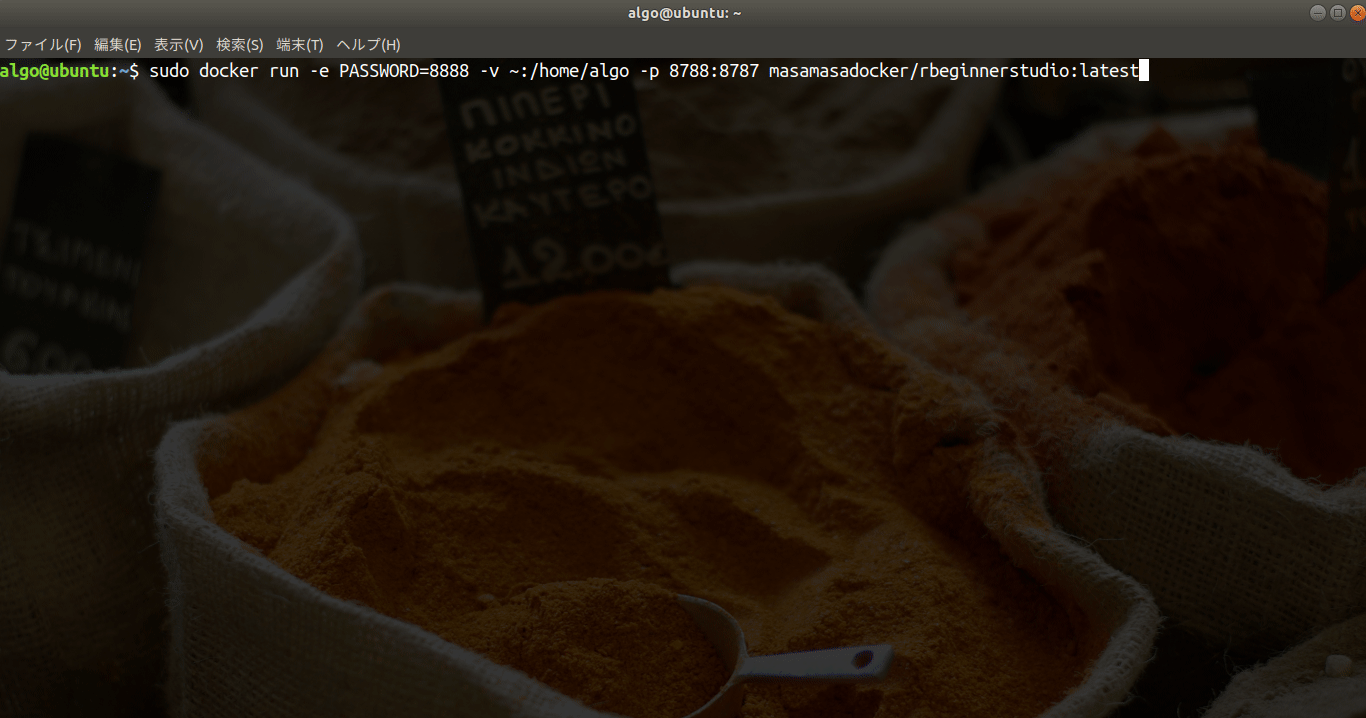 algo@ubuntu: ~
ファイル(F) 編集(E) 表示(V) 検索(S) 端末(T) ヘルプ(H)
algo@ubuntu:~$ sudo docker run -e PASSWORD=8888 -v ~:/home/algo -p 8788:8787 masamasadocker/rbeginnerstudio:latest
ΠΙΠΕΡΙ
ΚΟΚΚΙΝΟ
INDIEN
ΚΑΥΤΕΡΟ
12.00€